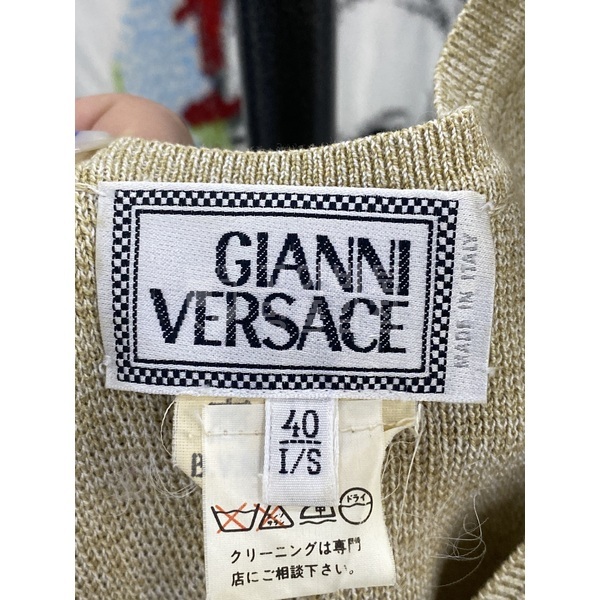 GIANNI
VERSACE
MADE IN ITALY
40
I/S
ドライ
クリーニングは専門
店にご相談下さい。